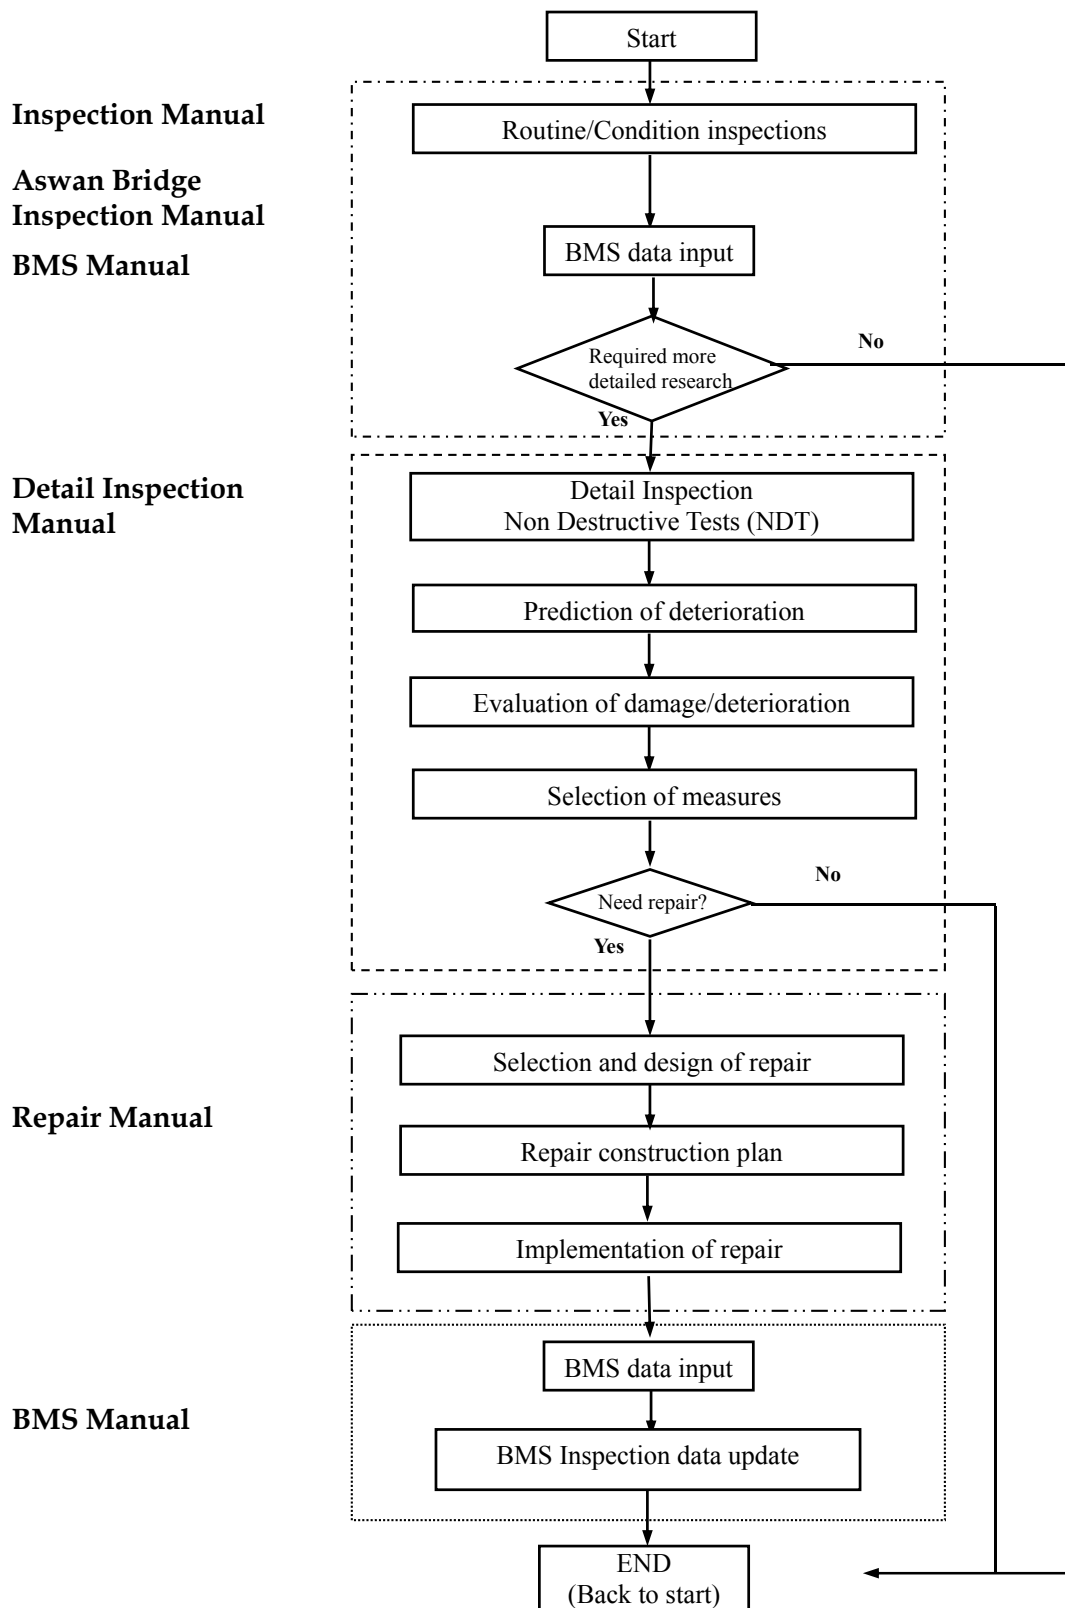 Start
Inspection Manual
Routine/Condition inspections
Aswan Bridge
Inspection Manual
BMS Manual
BMS data input
Required more
detailed research
No
Yes
Detail Inspection
Manual
Detail Inspection
Non Destructive Tests (NDT)
Prediction of deterioration
Evaluation of damage/deterioration
Selection of measures
Need repair?
No
Yes
Selection and design of repair
Repair Manual
Repair construction plan
Implementation of repair
BMS data input
BMS Manual
BMS Inspection data update
END
(Back to start)